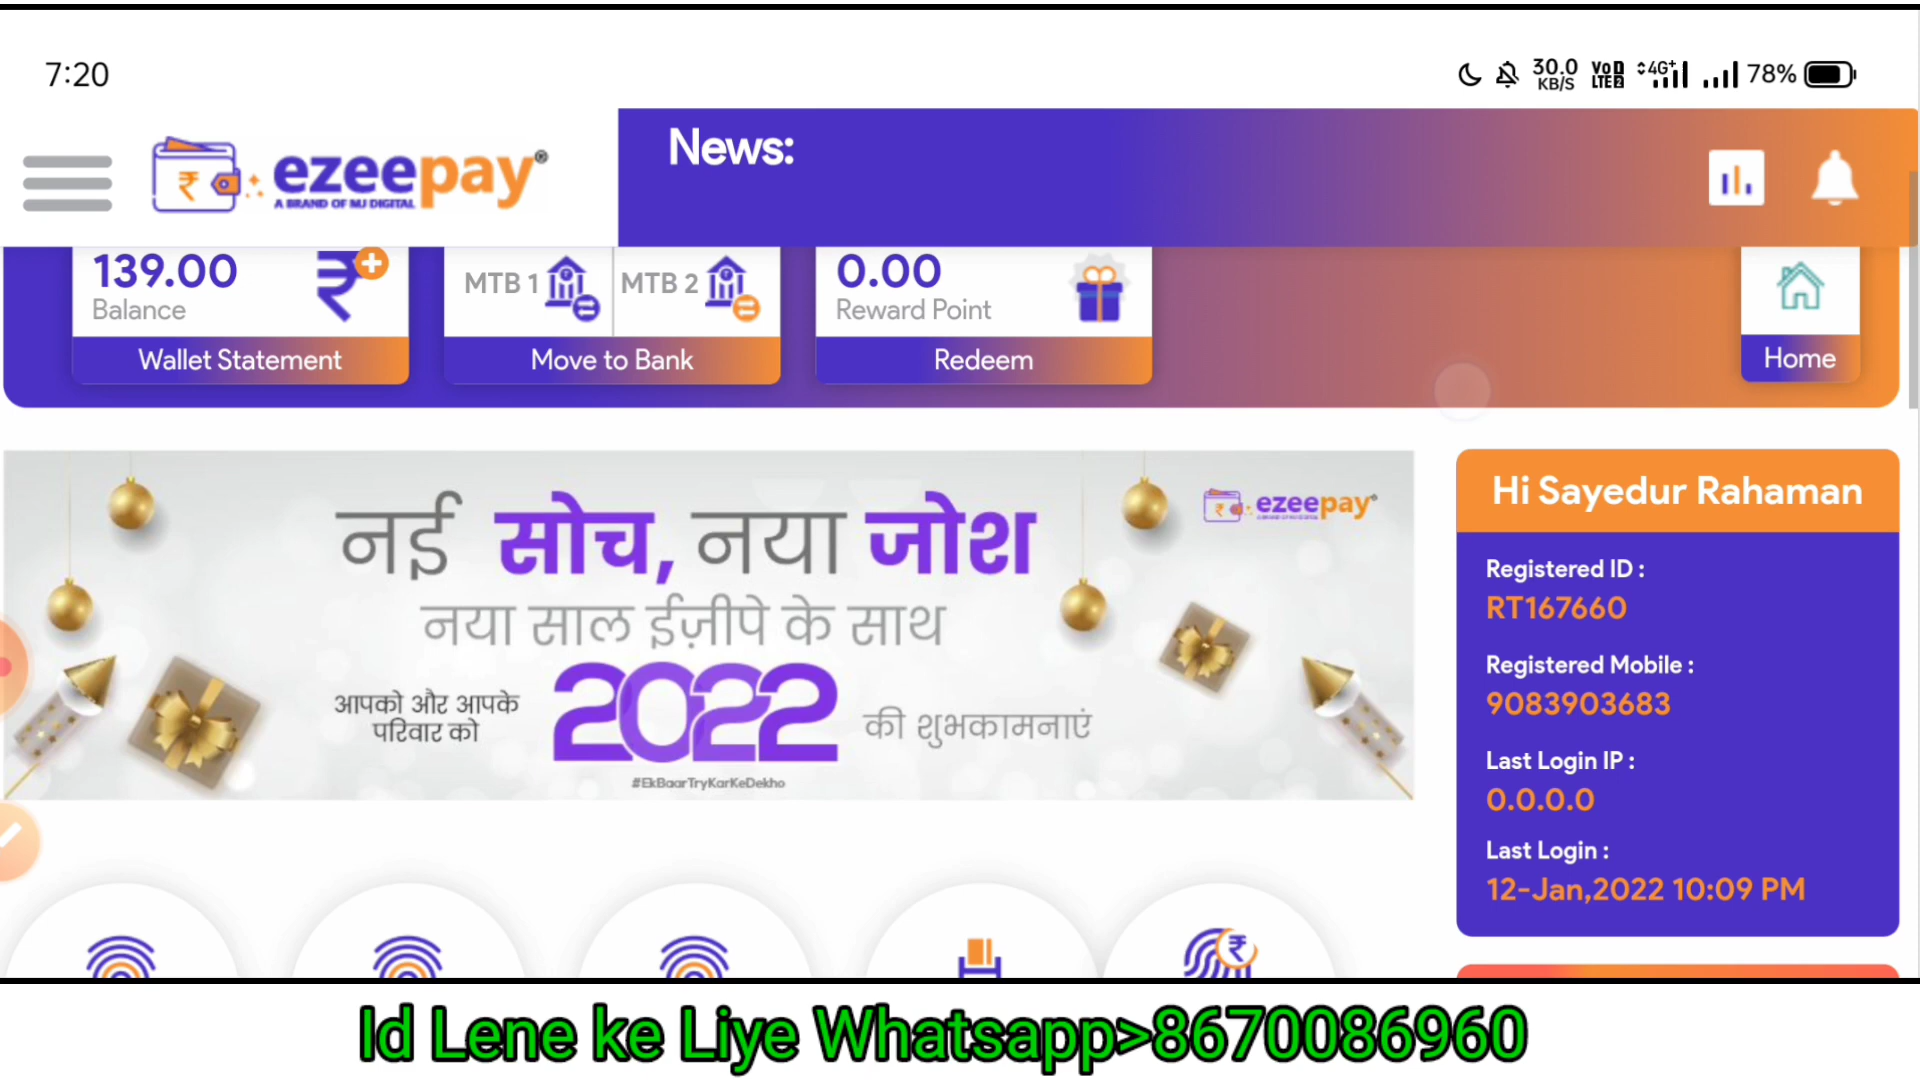 7:20
30.0 KB/S VoD LTE2 4G+ 78%
ezeepay®
A BRAND OF MJ DIGITAL
News:
139.00
Balance
Wallet Statement
MTB 1
MTB 2
Move to Bank
0.00
Reward Point
Redeem
Home
नई सोच, नया जोश
ezeepay®
नया साल ईज़ीपे के साथ
आपको और आपके
परिवार को
2022
की शुभकामनाएं
#EkBaarTryKarKeDekho
Hi Sayedur Rahaman
Registered ID :
RT167660
Registered Mobile :
9083903683
Last Login IP :
0.0.0.0
Last Login :
12-Jan,2022 10:09 PM
Id Lene ke Liye Whatsapp>8670086960